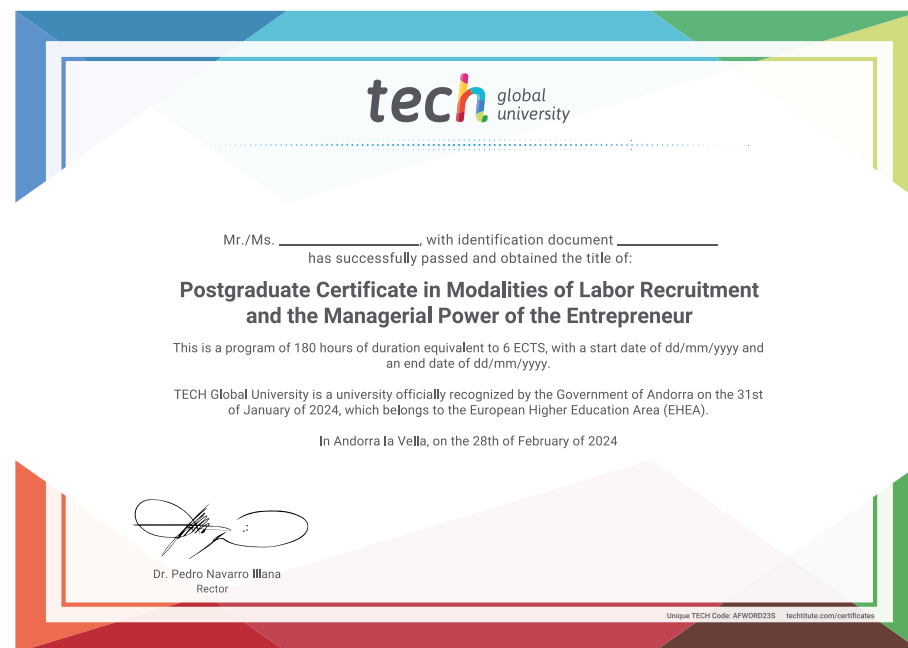 tech global
university
Mr./Ms. ____________________, with identification document ______________
has successfully passed and obtained the title of:
Postgraduate Certificate in Modalities of Labor Recruitment
and the Managerial Power of the Entrepreneur
This is a program of 180 hours of duration equivalent to 6 ECTS, with a start date of dd/mm/yyyy and
an end date of dd/mm/yyyy.
TECH Global University is a university officially recognized by the Government of Andorra on the 31st
of January of 2024, which belongs to the European Higher Education Area (EHEA).
In Andorra la Vella, on the 28th of February of 2024
Dr. Pedro Navarro Illana
Rector
Unique TECH Code: AFWORD23S techtitute.com/certificates